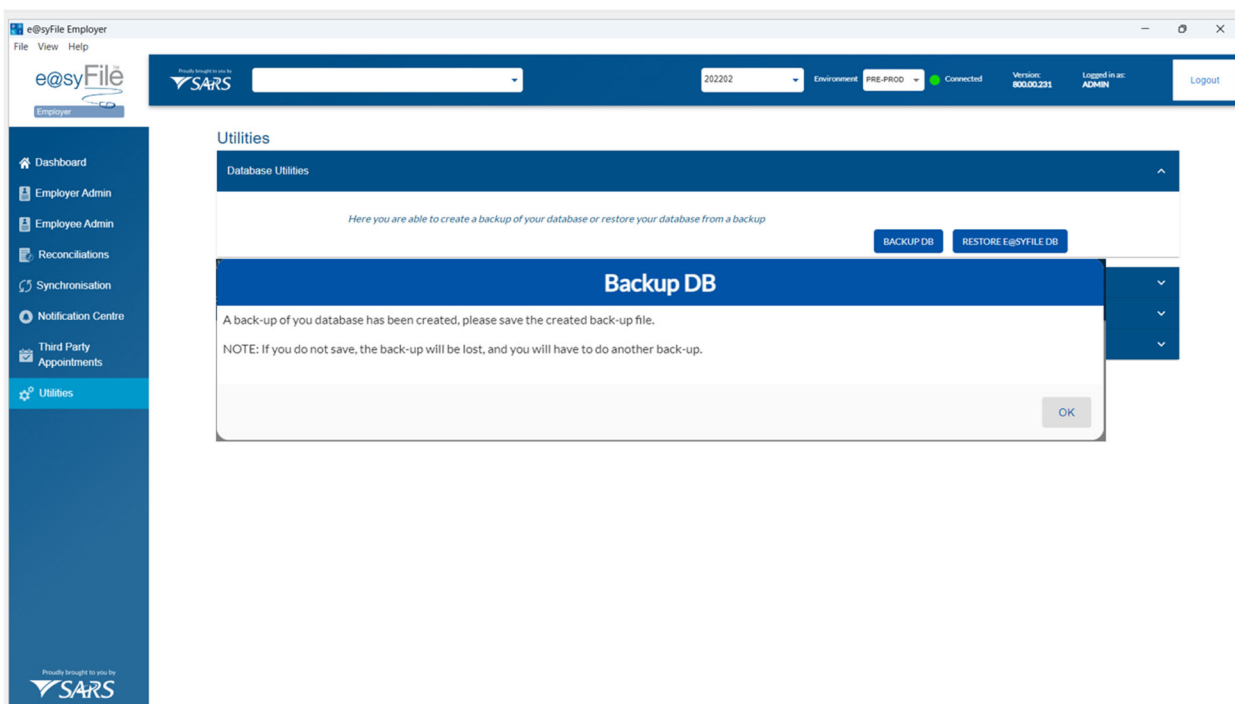 e@syFile Employer
File View Help
e@syFile™
Employer
Proudly brought to you by
SARS
202202
Environment PRE-PROD Connected
Version:
800.00.231
Logged in as:
ADMIN
Logout
Dashboard
Employer Admin
Employee Admin
Reconciliations
Synchronisation
Notification Centre
Third Party
Appointments
Utilities
Utilities
Database Utilities
Here you are able to create a backup of your database or restore your database from a backup
BACKUP DB RESTORE E@SYFILE DB
Backup DB
A back-up of you database has been created, please save the created back-up file.
NOTE: If you do not save, the back-up will be lost, and you will have to do another back-up.
OK
Proudly brought to you by
SARS